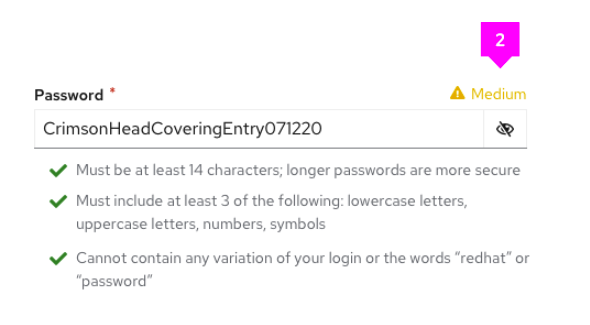 2
Password * Medium
CrimsonHeadCoveringEntry071220
Must be at least 14 characters; longer passwords are more secure
Must include at least 3 of the following: lowercase letters,
uppercase letters, numbers, symbols
Cannot contain any variation of your login or the words “redhat” or
“password”